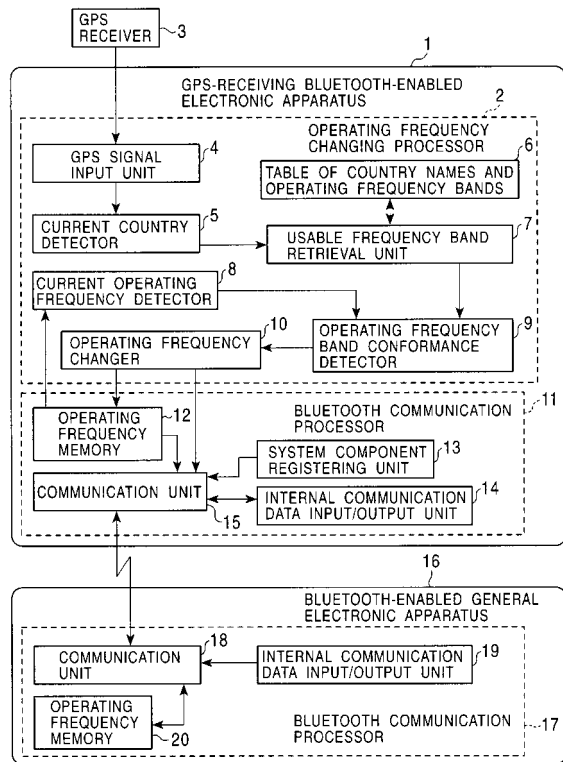 GPS
RECEIVER
3
1
GPS-RECEIVING BLUETOOTH-ENABLED
ELECTRONIC APPARATUS
2
OPERATING FREQUENCY
CHANGING PROCESSOR
4
GPS SIGNAL
INPUT UNIT
6
TABLE OF COUNTRY NAMES AND
OPERATING FREQUENCY BANDS
5
CURRENT COUNTRY
DETECTOR
7
USABLE FREQUENCY BAND
RETRIEVAL UNIT
8
CURRENT OPERATING
FREQUENCY DETECTOR
10
OPERATING FREQUENCY
CHANGER
9
OPERATING FREQUENCY
BAND CONFORMANCE
DETECTOR
11
BLUETOOTH COMMUNICATION
PROCESSOR
12
OPERATING
FREQUENCY
MEMORY
13
SYSTEM COMPONENT
REGISTERING UNIT
COMMUNICATION UNIT
15
14
INTERNAL COMMUNICATION
DATA INPUT/OUTPUT UNIT
16
BLUETOOTH-ENABLED GENERAL
ELECTRONIC APPARATUS
18
COMMUNICATION
UNIT
19
INTERNAL COMMUNICATION
DATA INPUT/OUTPUT UNIT
OPERATING
FREQUENCY
MEMORY
20
BLUETOOTH COMMUNICATION
PROCESSOR
17